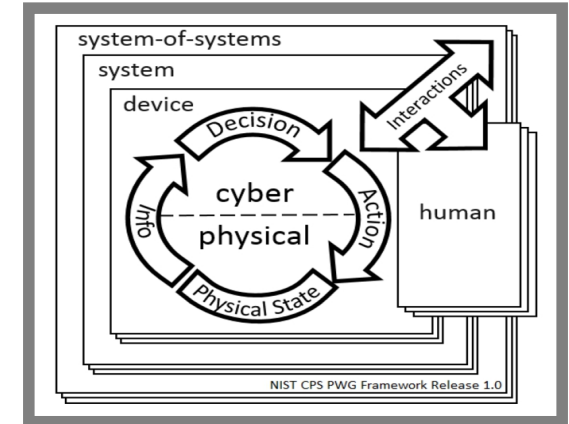 system-of-systems
system
device
Interactions
Decision
Info
cyber
Action
physical
human
Physical State
NIST CPS PWG Framework Release 1.0